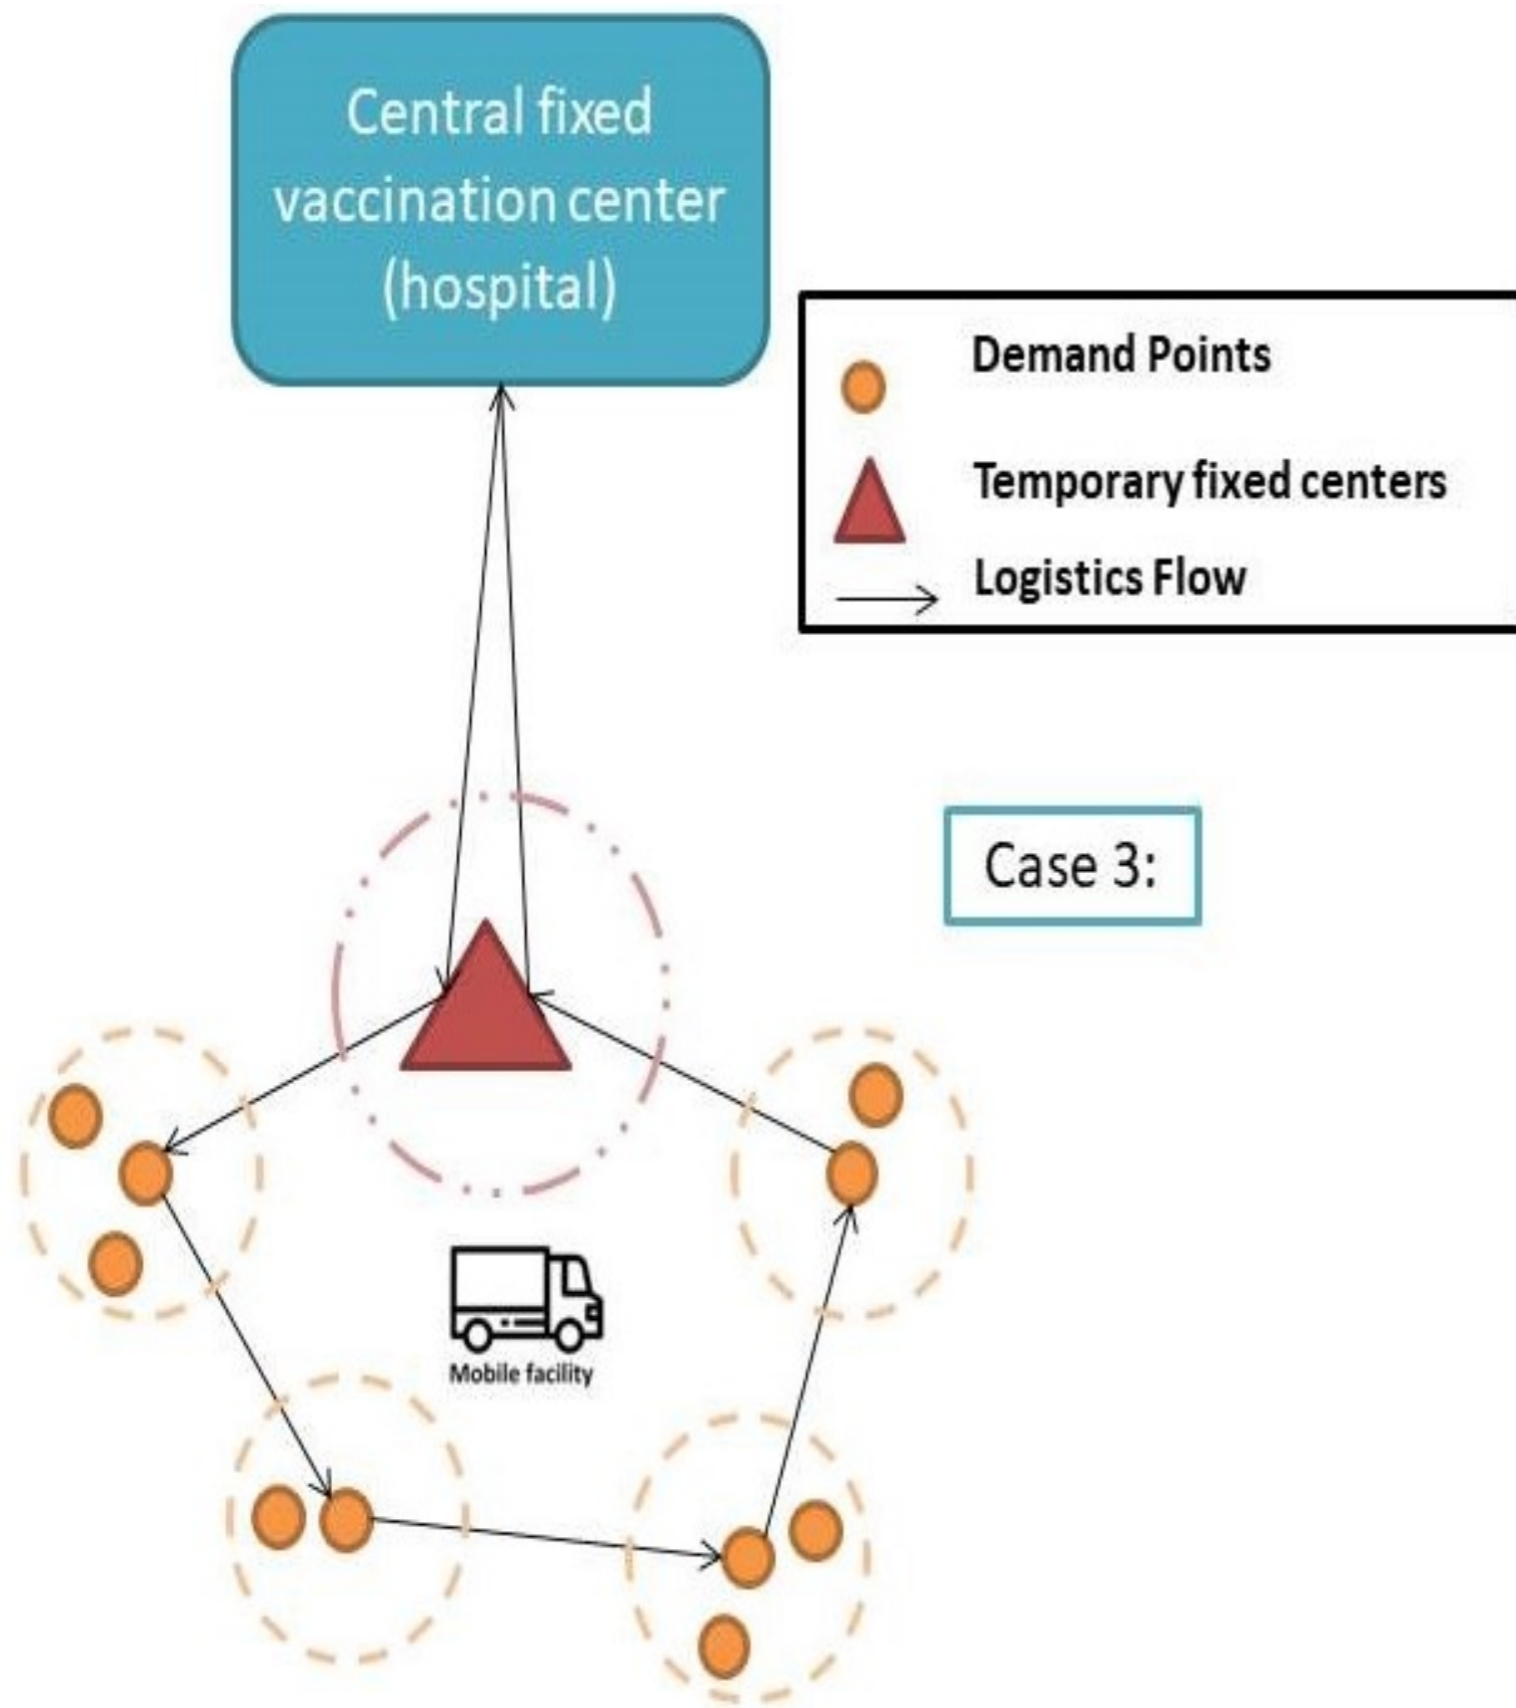 Central fixed
vaccination center
(hospital)
Demand Points
Temporary fixed centers
Logistics Flow
Case 3:
Mobile facility